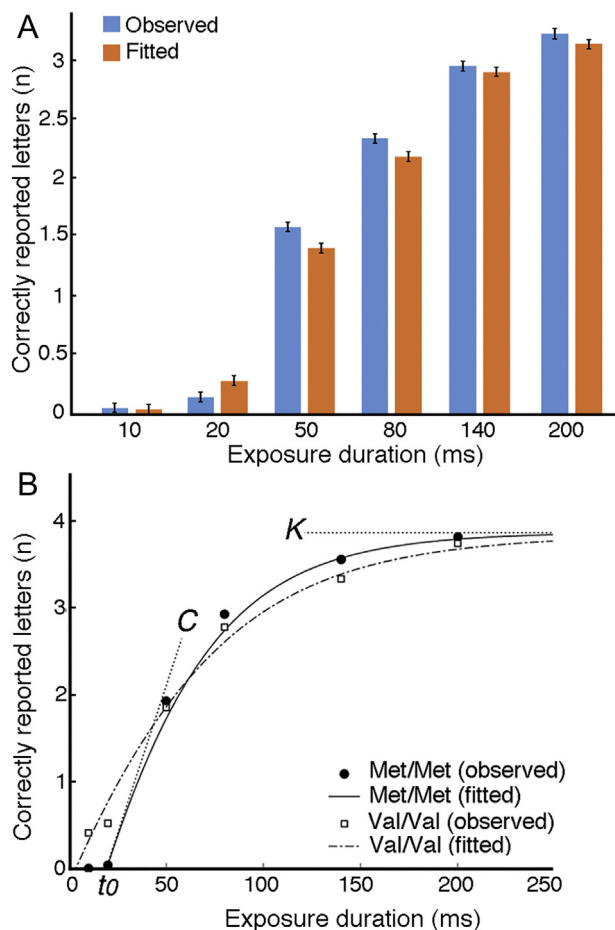 A
Observed
Fitted
Correctly reported letters (n)
3
2
1.5
1
0.5
0
10 20 50 80 140 200
Exposure duration (ms)
B
Correctly reported letters (n)
4
3
2
1
0
K
C
Met/Met (observed)
Met/Met (fitted)
Val/Val (observed)
Val/Val (fitted)
0 t0 50 100 150 200 250
Exposure duration (ms)